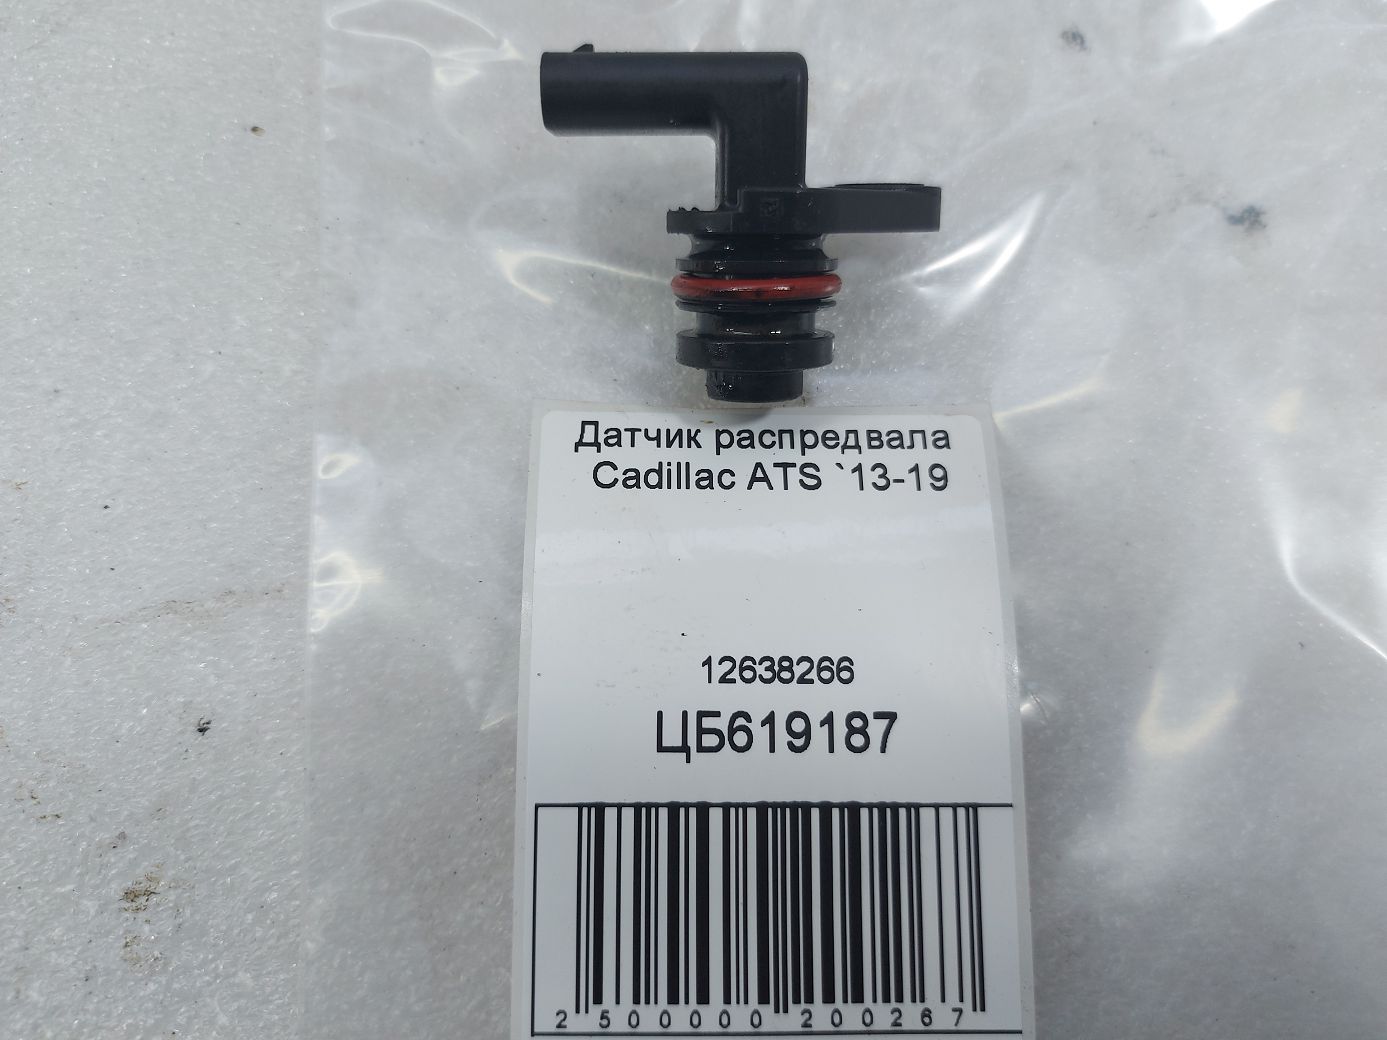 Датчик распредвала
Cadillac ATS `13-19
12638266
ЦБ619187
2 500000 200267